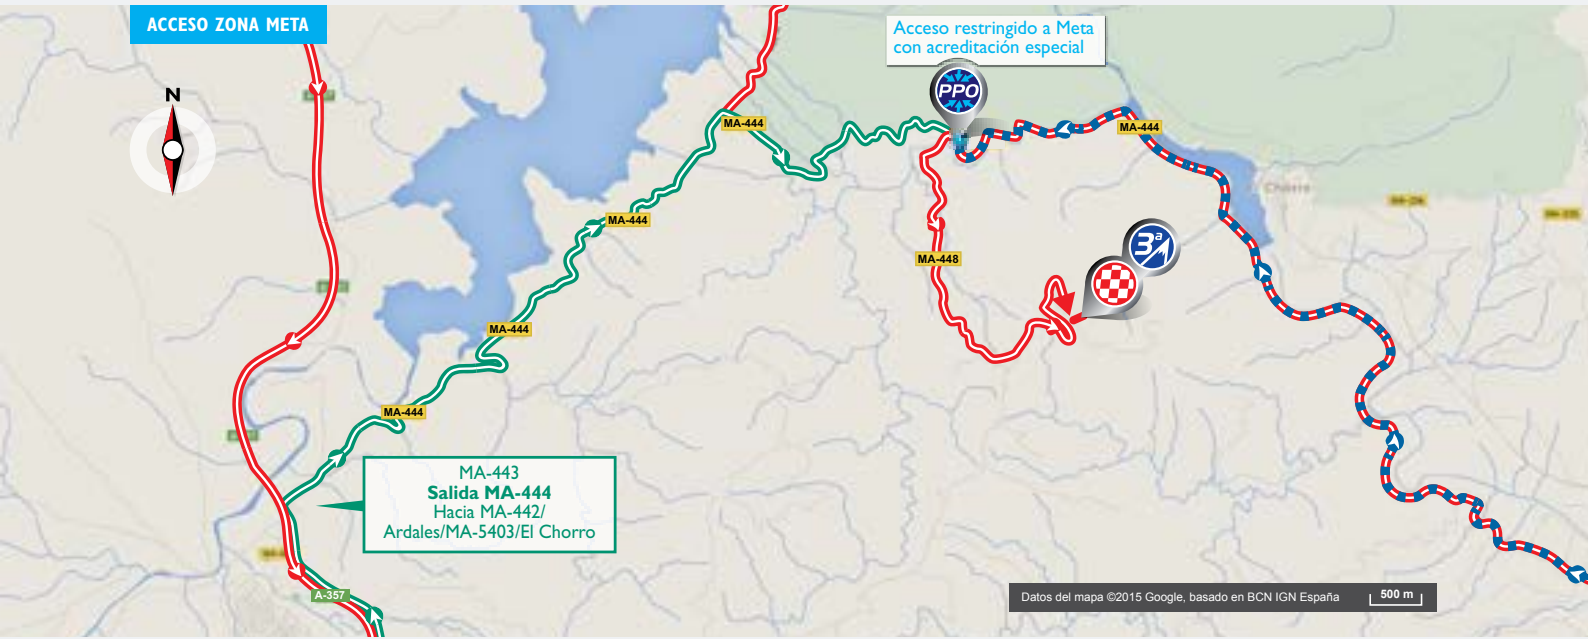 ACCESO ZONA META
Acceso restringido a Meta
con acreditación especial
N
PPO
MA-444
MA-444
MA-444
MA-448
3ª
MA-444
MA-444
MA-443
Salida MA-444
Hacia MA-442/
Ardales/MA-5403/El Chorro
A-357
Chorro
Datos del mapa ©2015 Google, basado en BCN IGN España
500 m